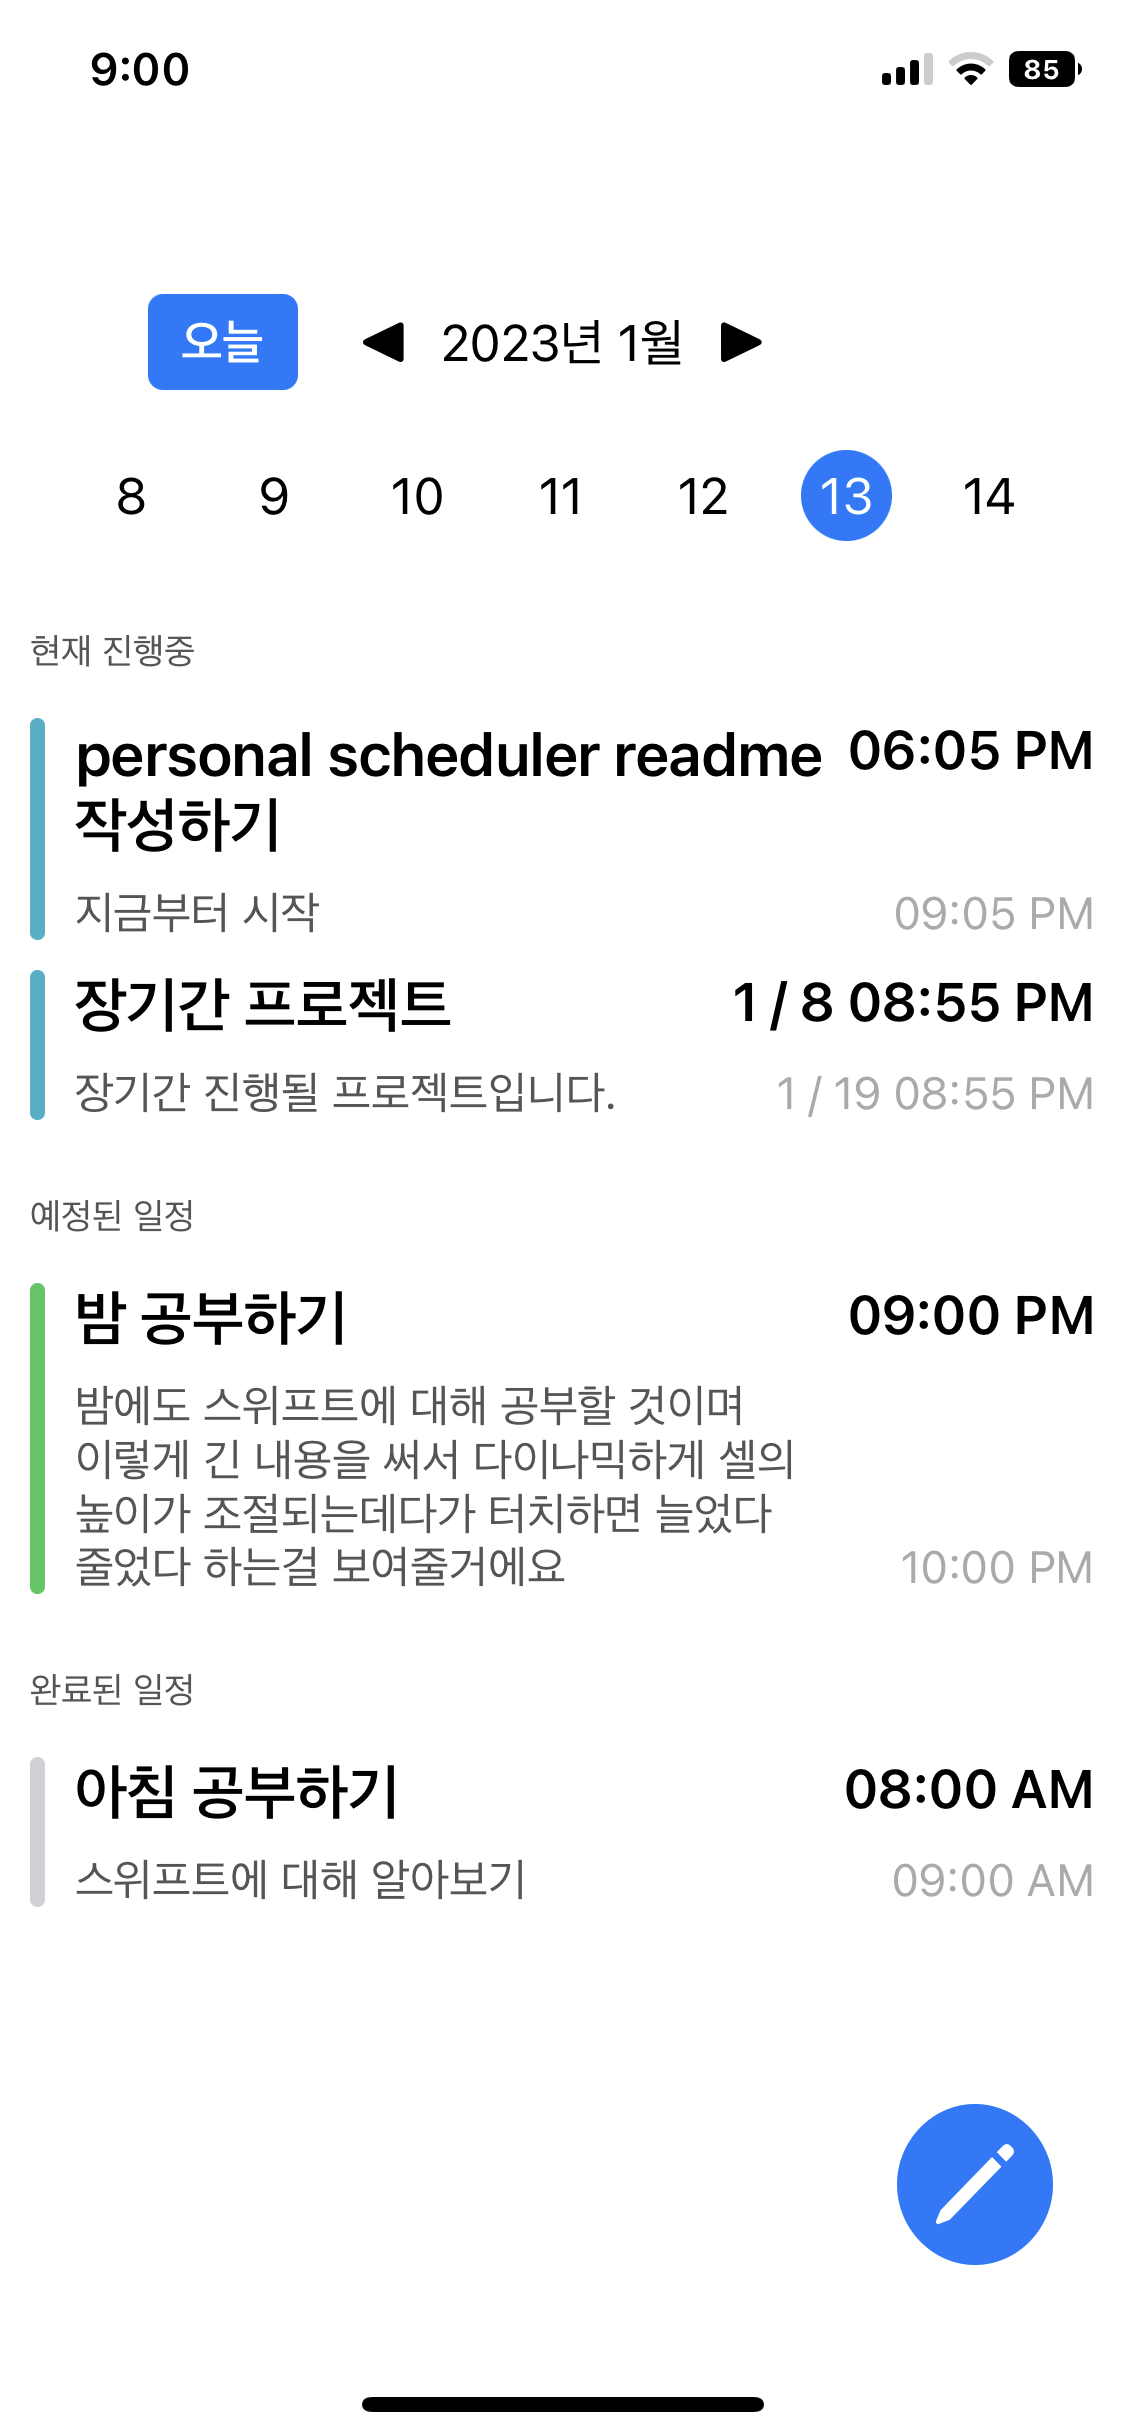 9:00
85
오늘
2023년 1월
8 9 10 11 12 13 14
현재 진행중
personal scheduler readme 06:05 PM
작성하기
지금부터 시작 09:05 PM
장기간 프로젝트 1 / 8 08:55 PM
장기간 진행될 프로젝트입니다. 1 / 19 08:55 PM
예정된 일정
밤 공부하기 09:00 PM
밤에도 스위프트에 대해 공부할 것이며
이렇게 긴 내용을 써서 다이나믹하게 셀의
높이가 조절되는데다가 터치하면 늘었다
줄었다 하는걸 보여줄거에요 10:00 PM
완료된 일정
아침 공부하기 08:00 AM
스위프트에 대해 알아보기 09:00 AM